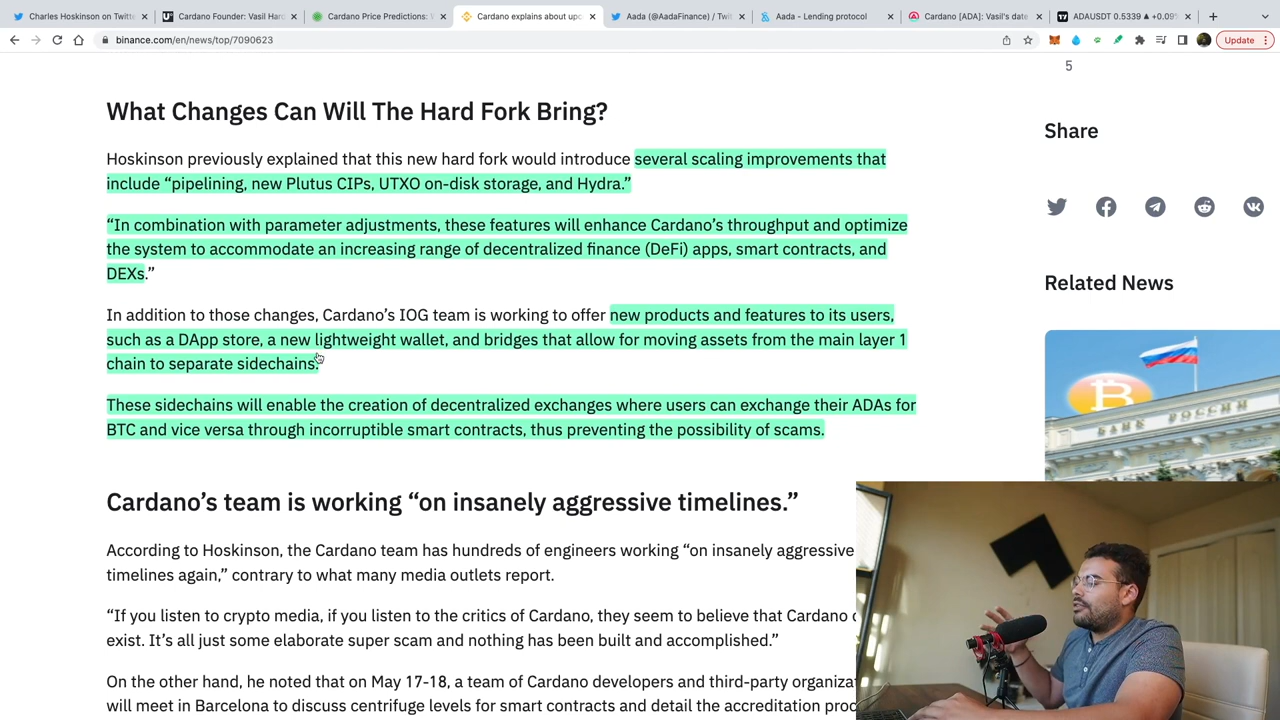 Charles Hoskinson on Twitte
Cardano Founder: Vasil Har
Cardano Price Predictions:
Cardano explains about upc
Aada (@AadaFinance) / Twit
Aada - Lending protocol
Cardano [ADA]: Vasil's date
ADAUSDT 0.5339 ▲ +0.09
binance.com/en/news/top/7090623
Update
5
What Changes Can Will The Hard Fork Bring?
Hoskinson previously explained that this new hard fork would introduce several scaling improvements that
include “pipelining, new Plutus CIPs, UTXO on-disk storage, and Hydra.”
“In combination with parameter adjustments, these features will enhance Cardano’s throughput and optimize
the system to accommodate an increasing range of decentralized finance (DeFi) apps, smart contracts, and
DEXs.”
In addition to those changes, Cardano’s IOG team is working to offer new products and features to its users,
such as a DApp store, a new lightweight wallet, and bridges that allow for moving assets from the main layer 1
chain to separate sidechains.
These sidechains will enable the creation of decentralized exchanges where users can exchange their ADAs for
BTC and vice versa through incorruptible smart contracts, thus preventing the possibility of scams.
Cardano’s team is working “on insanely aggressive timelines.”
According to Hoskinson, the Cardano team has hundreds of engineers working “on insanely aggressive
timelines again,” contrary to what many media outlets report.
“If you listen to crypto media, if you listen to the critics of Cardano, they seem to believe that Cardano
exist. It’s all just some elaborate super scam and nothing has been built and accomplished.”
On the other hand, he noted that on May 17-18, a team of Cardano developers and third-party organiza
will meet in Barcelona to discuss centrifuge levels for smart contracts and detail the accreditation proc
Share
Related News